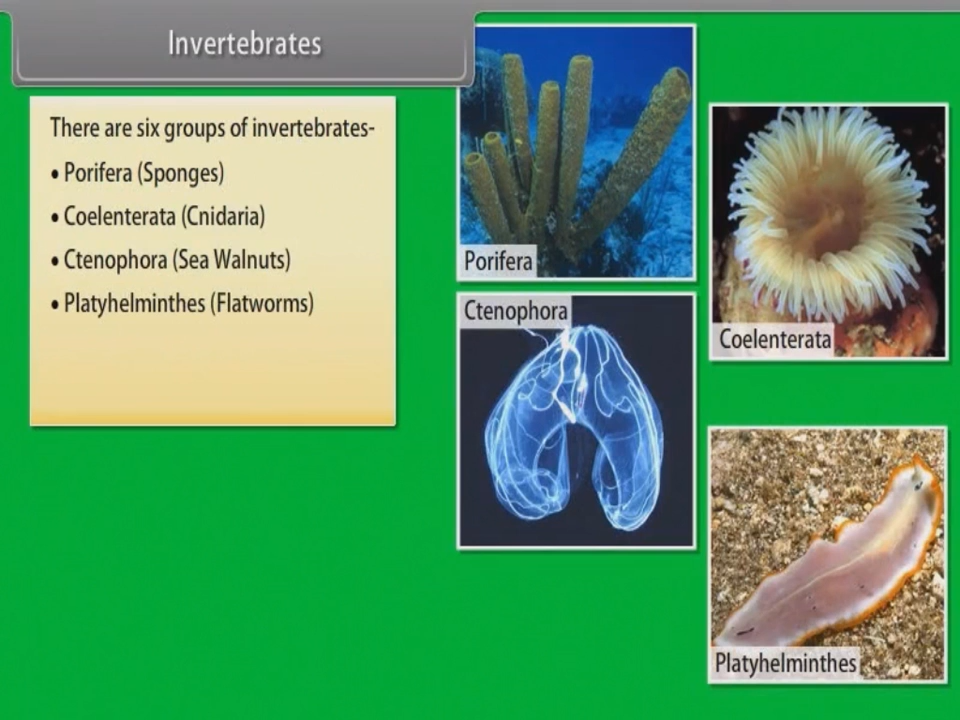 Invertebrates
There are six groups of invertebrates-
• Porifera (Sponges)
• Coelenterata (Cnidaria)
• Ctenophora (Sea Walnuts)
• Platyhelminthes (Flatworms)
Porifera
Coelenterata
Ctenophora
Platyhelminthes